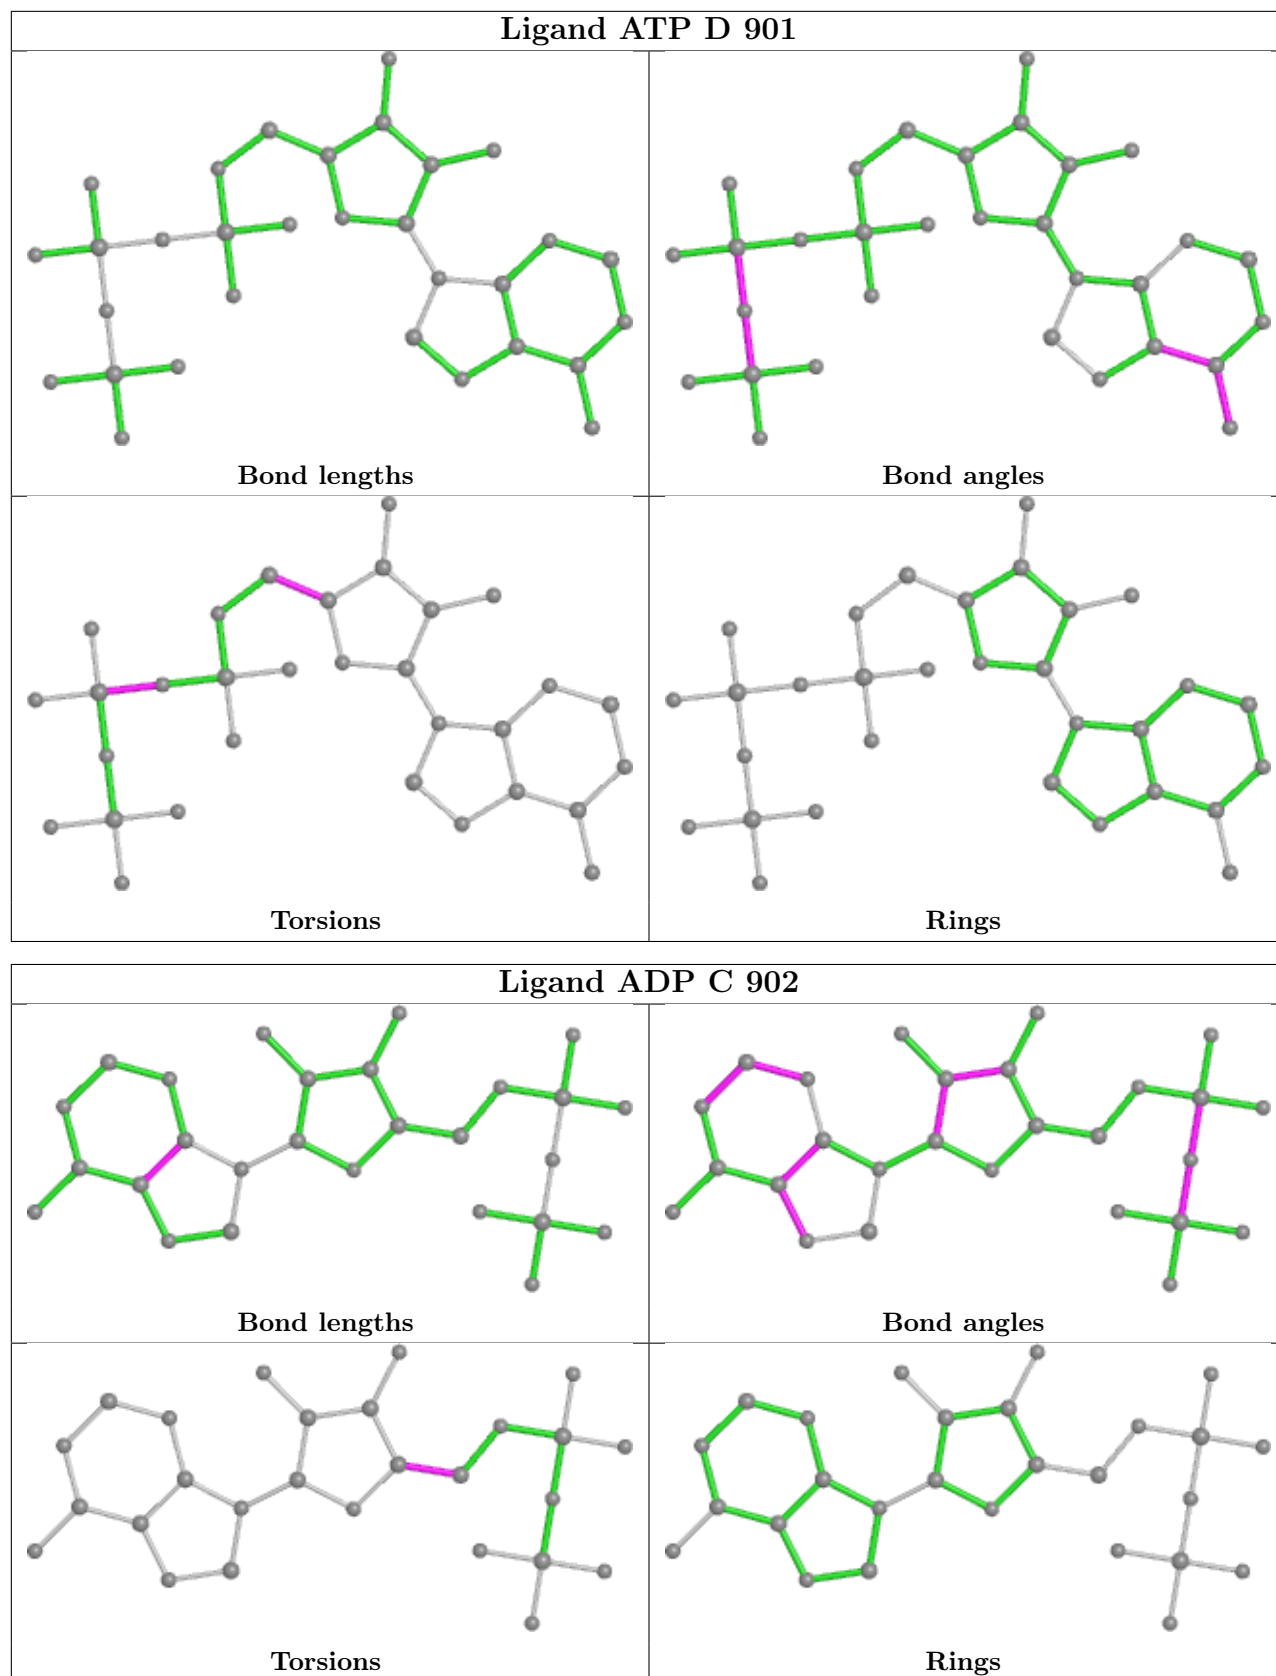 Ligand ATP D 901
Bond lengths
Bond angles
Torsions
Rings
Ligand ADP C 902
Bond lengths
Bond angles
Torsions
Rings